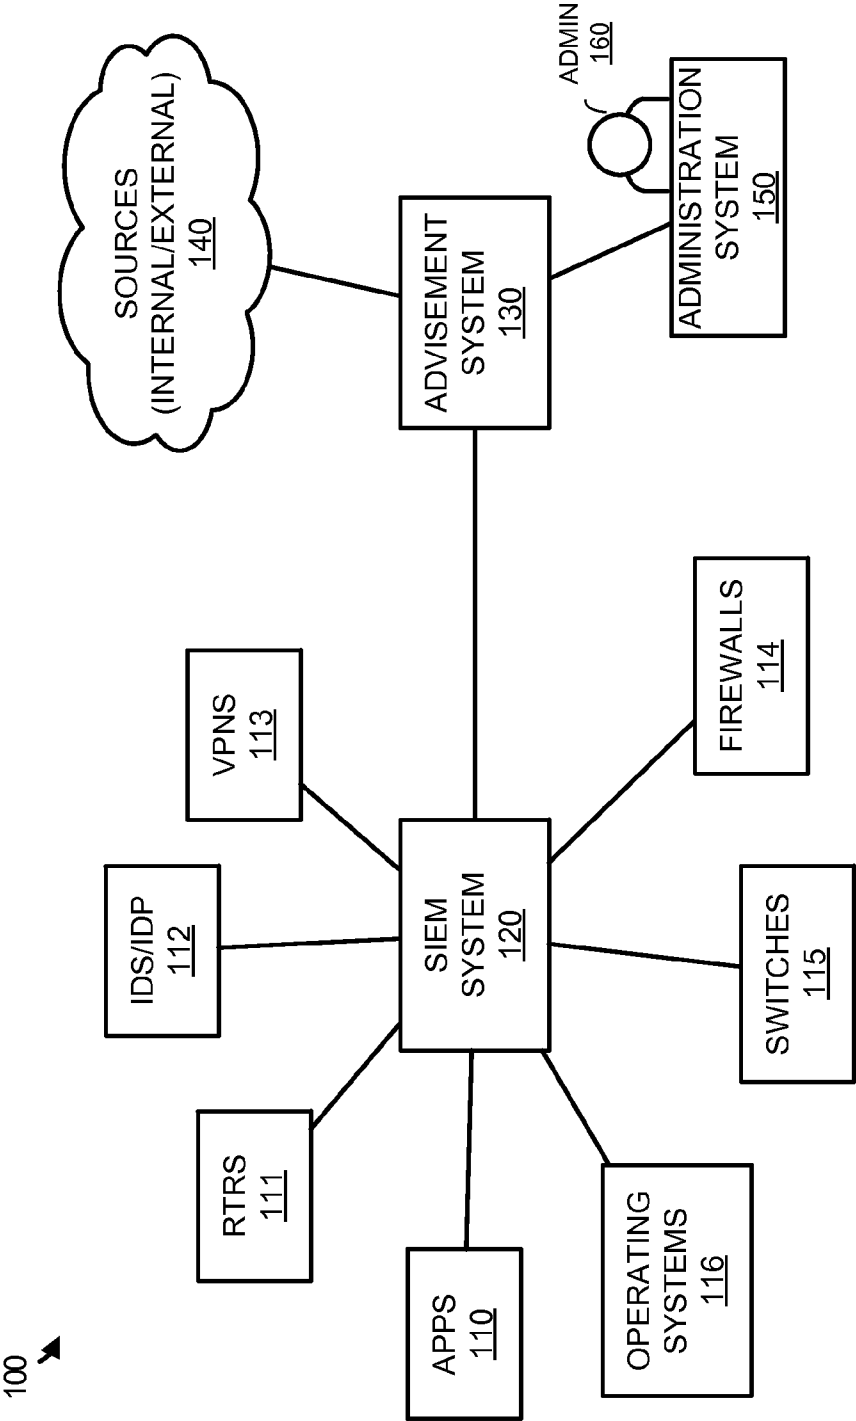 100
APPS
110
RTRS
111
IDS/IDP
112
VPNS
113
SIEM
SYSTEM
120
OPERATING
SYSTEMS
116
SWITCHES
115
FIREWALLS
114
SOURCES
(INTERNAL/EXTERNAL)
140
ADVISEMENT
SYSTEM
130
ADMIN
160
ADMINISTRATION
SYSTEM
150